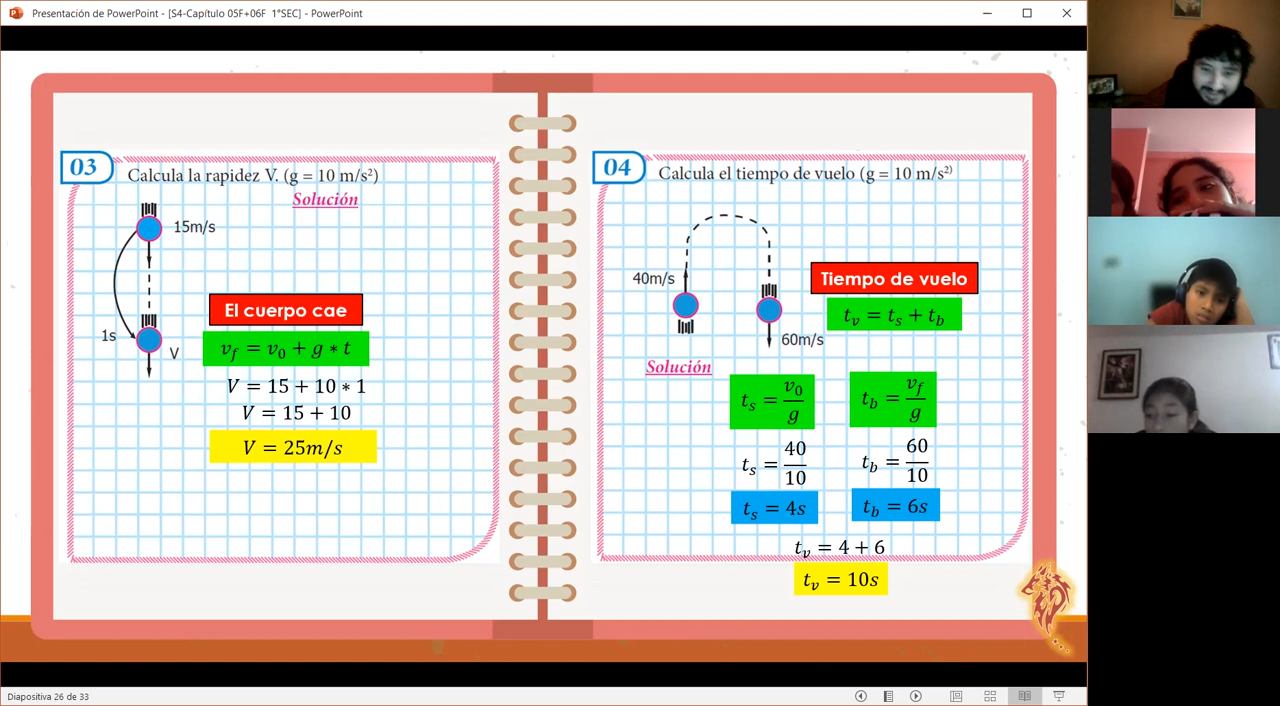 Presentación de PowerPoint - [S4-Capítulo 05F+06F 1°SEC] - PowerPoint
03
Calcula la rapidez V. (g = 10 m/s²)
Solución
15m/s
1s
V
El cuerpo cae
v_f = v_0 + g * t
V = 15 + 10 * 1
V = 15 + 10
V = 25m/s
04
Calcula el tiempo de vuelo (g = 10 m/s²)
40m/s
60m/s
Tiempo de vuelo
t_v = t_s + t_b
Solución
t_s = v_0/g
t_b = v_f/g
t_s = 40/10
t_b = 60/10
t_s = 4s
t_b = 6s
t_v = 4 + 6
t_v = 10s
Diapositiva 26 de 33